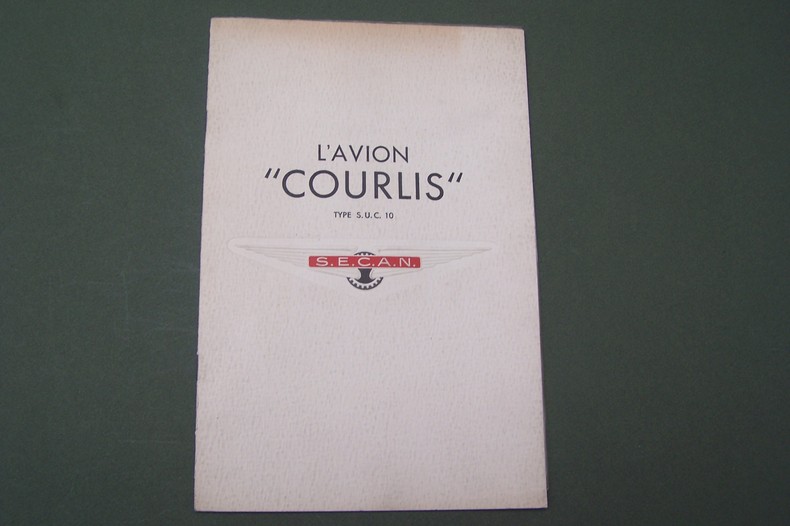 L'AVION
"COURLIS"
TYPE S.U.C. 10
S.E.C.A.N.